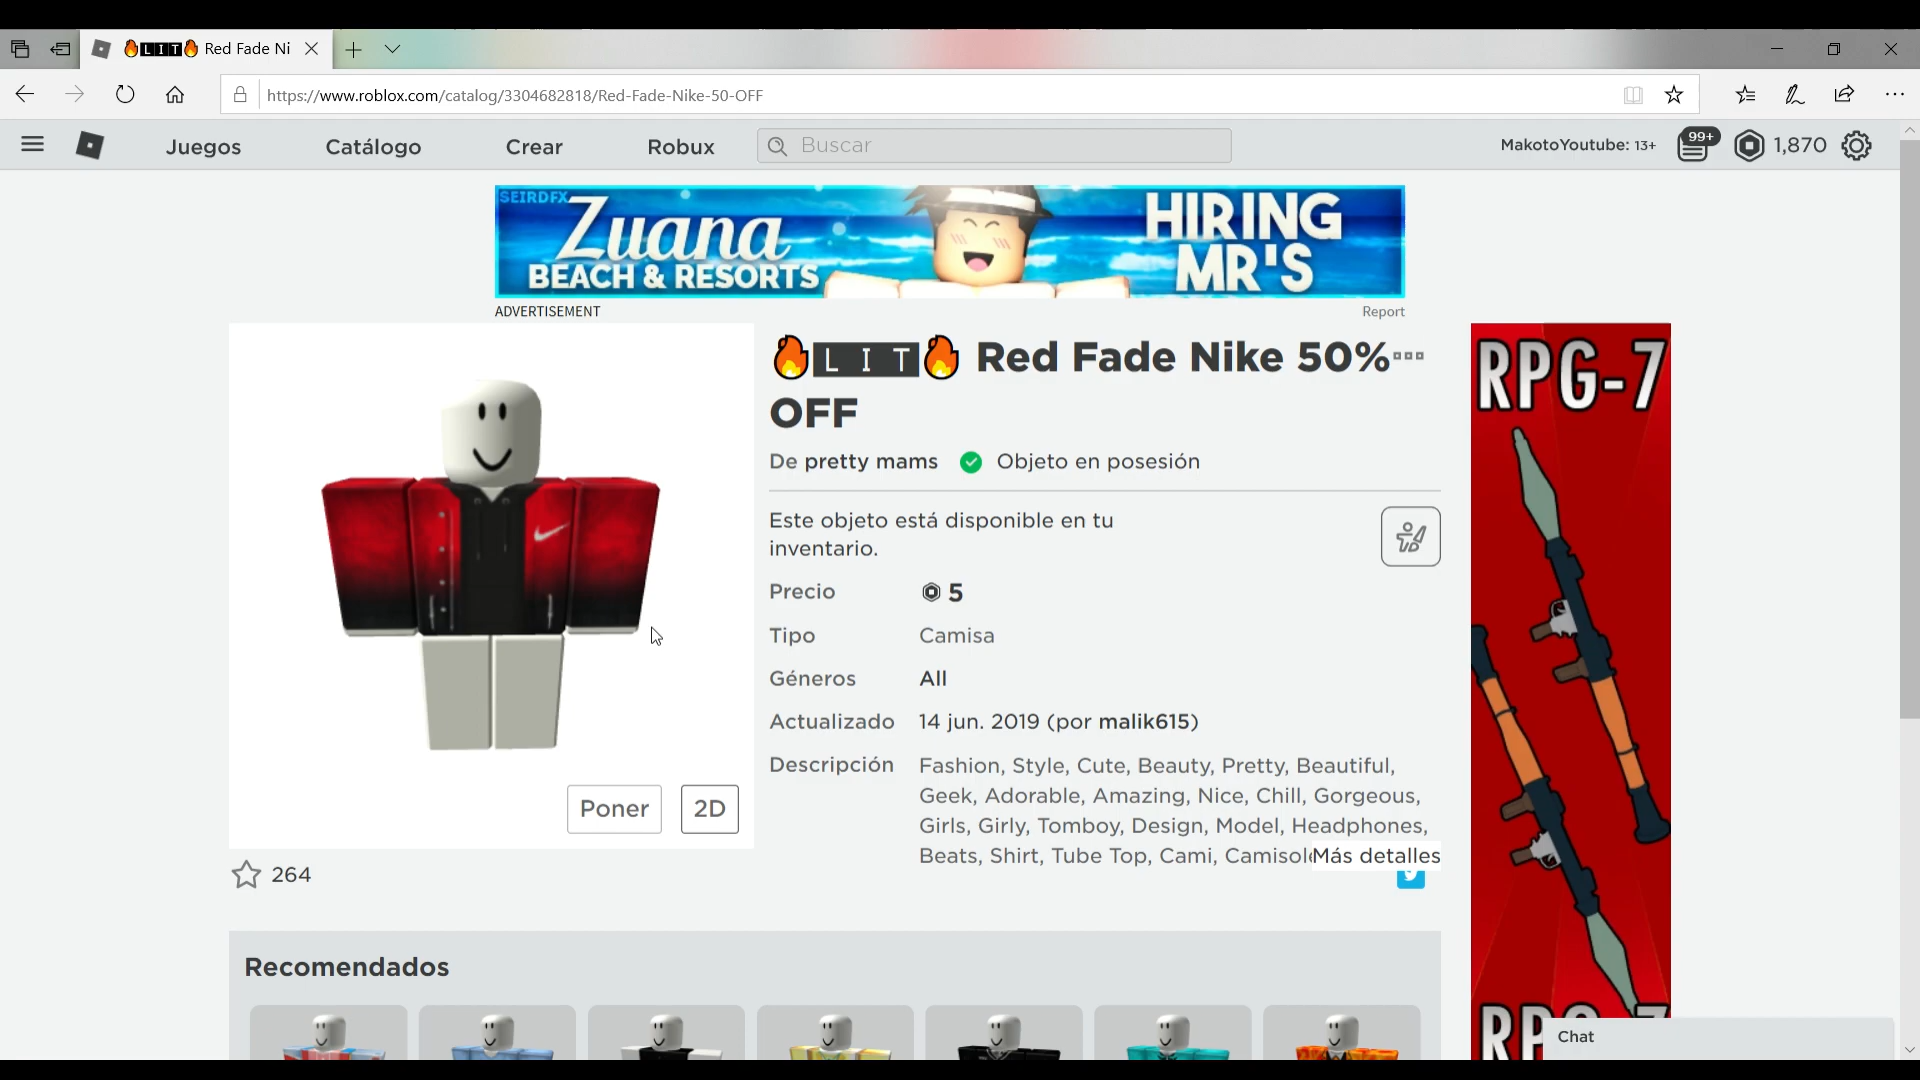 🔥LIT🔥 Red Fade Ni
https://www.roblox.com/catalog/3304682818/Red-Fade-Nike-50-OFF
Juegos Catálogo Crear Robux Buscar MakotoYoutube: 13+ 99+ 1,870
SEIRDFX
Zuana
BEACH & RESORTS
HIRING
MR'S
ADVERTISEMENT Report
🔥LIT🔥 Red Fade Nike 50%
OFF
De pretty mams Objeto en posesión
Este objeto está disponible en tu
inventario.
Precio 5
Tipo Camisa
Géneros All
Actualizado 14 jun. 2019 (por malik615)
Descripción Fashion, Style, Cute, Beauty, Pretty, Beautiful,
Geek, Adorable, Amazing, Nice, Chill, Gorgeous,
Girls, Girly, Tomboy, Design, Model, Headphones,
Beats, Shirt, Tube Top, Cami, Camisole Más detalles
Poner 2D
264
RPG-7
Recomendados
Chat